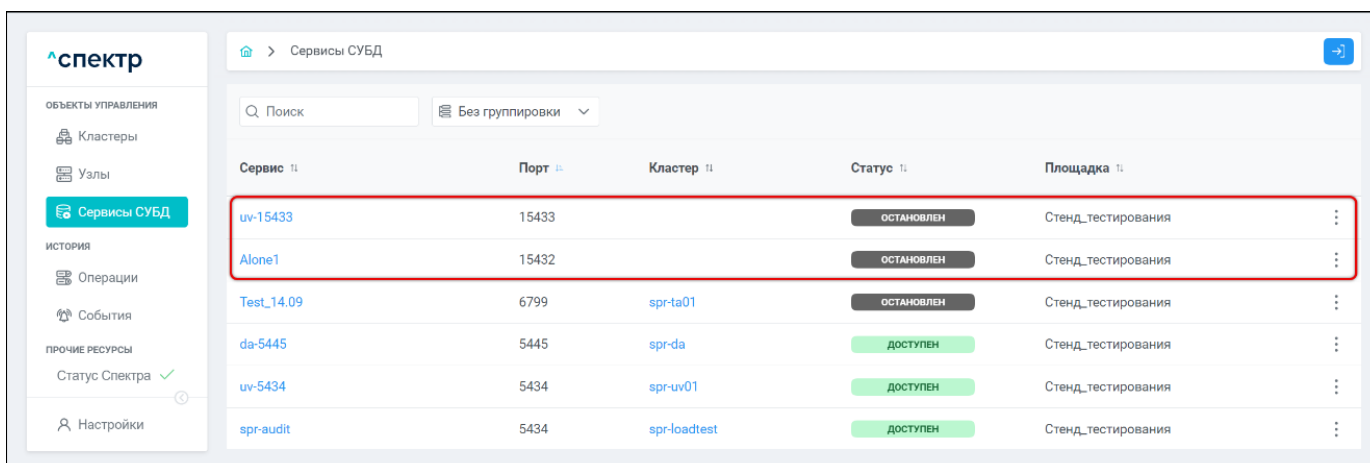 ^спектр
ОБЪЕКТЫ УПРАВЛЕНИЯ
Кластеры
Узлы
Сервисы СУБД
ИСТОРИЯ
Операции
События
ПРОЧИЕ РЕСУРСЫ
Статус Спектра
Настройки
> Сервисы СУБД
Поиск
Без группировки
Сервис Порт Кластер Статус Площадка
uv-15433 15433 ОСТАНОВЛЕН Стенд_тестирования
Alone1 15432 ОСТАНОВЛЕН Стенд_тестирования
Test_14.09 6799 spr-ta01 ОСТАНОВЛЕН Стенд_тестирования
da-5445 5445 spr-da ДОСТУПЕН Стенд_тестирования
uv-5434 5434 spr-uv01 ДОСТУПЕН Стенд_тестирования
spr-audit 5434 spr-loadtest ДОСТУПЕН Стенд_тестирования